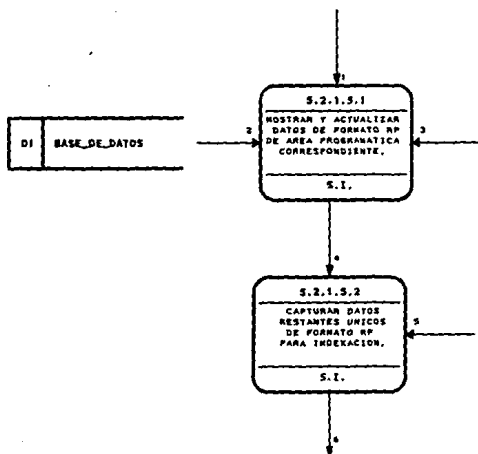 1
5.2.1.5.1
MOSTRAR Y ACTUALIZAR
DATOS DE FORMATO RP
DE AREA PROGRAMATICA
CORRESPONDIENTE.
S.I.
2
3
D1 BASE_DE_DATOS
4
5.2.1.5.2
CAPTURAR DATOS
RESTANTES UNICOS
DE FORMATO RP
PARA INDEXACION.
S.I.
5
6